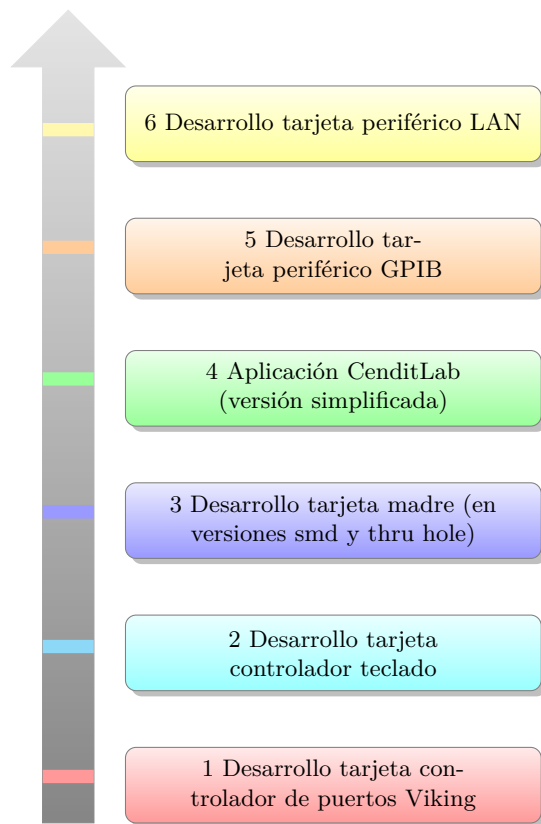 6 Desarrollo tarjeta periférico LAN
5 Desarrollo tar-
jeta periférico GPIB
4 Aplicación CenditLab
(versión simplificada)
3 Desarrollo tarjeta madre (en
versiones smd y thru hole)
2 Desarrollo tarjeta
controlador teclado
1 Desarrollo tarjeta con-
trolador de puertos Viking